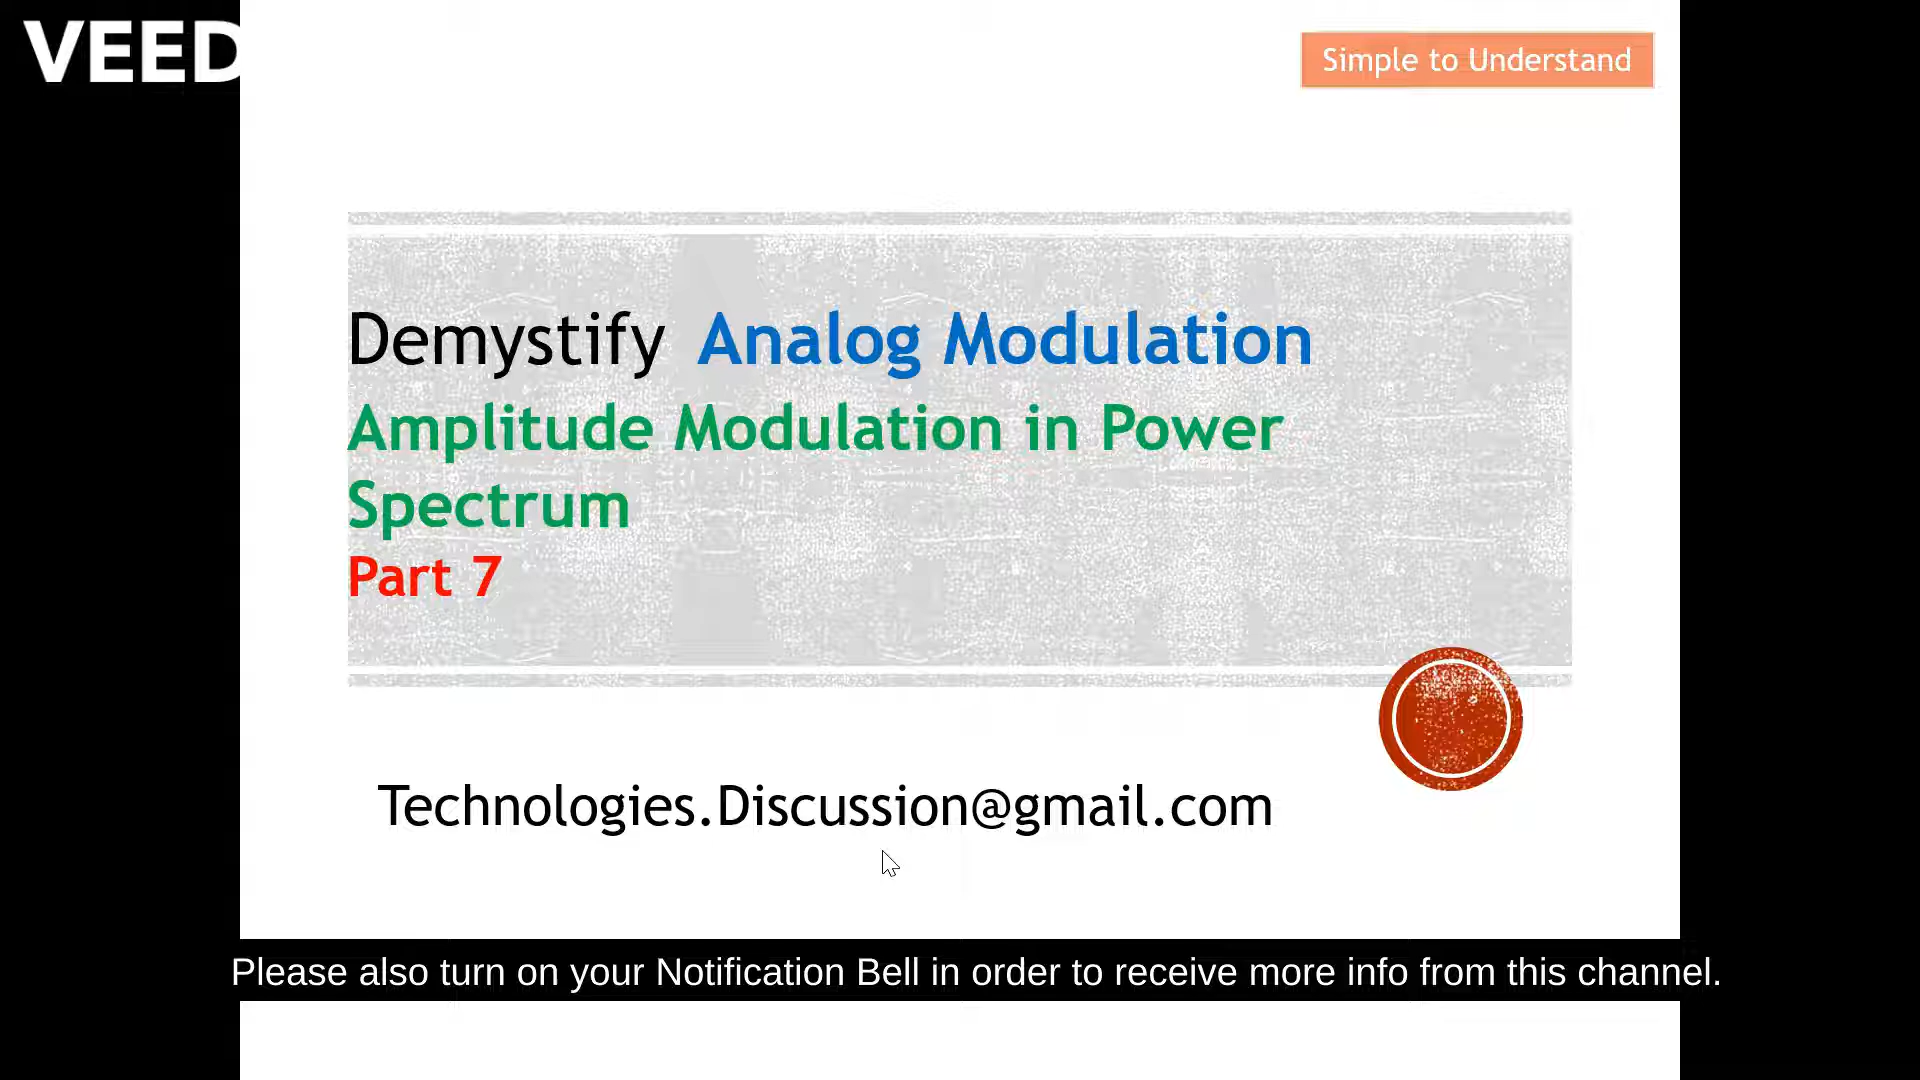 VEED
Simple to Understand
Demystify Analog Modulation
Amplitude Modulation in Power
Spectrum
Part 7
Technologies.Discussion@gmail.com
Please also turn on your Notification Bell in order to receive more info from this channel.